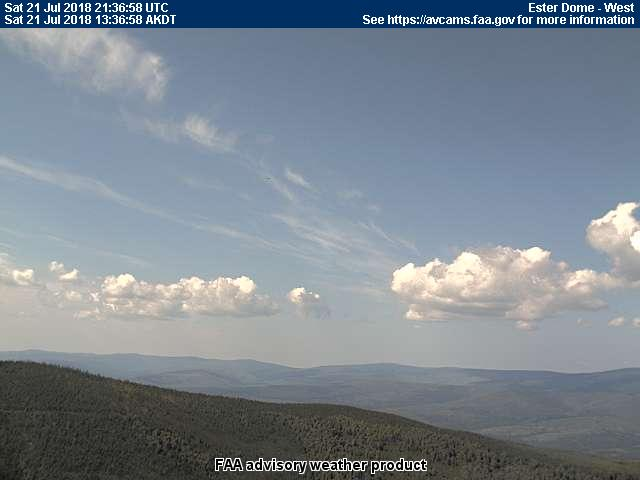 Sat 21 Jul 2018 21:36:58 UTC
Ester Dome - West
Sat 21 Jul 2018 13:36:58 AKDT
See https://avcams.faa.gov for more information
FAA advisory weather product